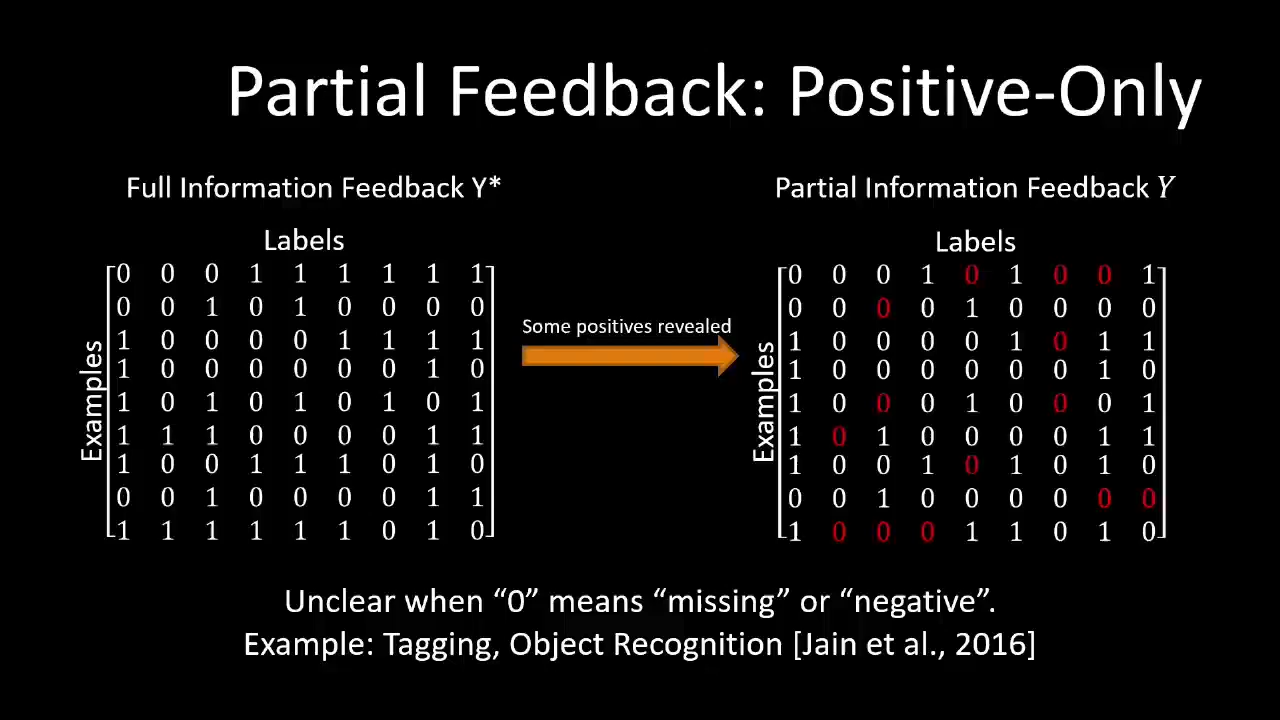 Partial Feedback: Positive-Only
Full Information Feedback Y*
Labels
Examples
0 0 0 1 1 1 1 1 1
0 0 1 0 1 0 0 0 0
1 0 0 0 0 1 1 1 1
1 0 0 0 0 0 0 1 0
1 0 1 0 1 0 1 0 1
1 1 1 0 0 0 0 1 1
1 0 0 1 1 1 0 1 0
0 0 1 0 0 0 0 1 1
1 1 1 1 1 1 0 1 0
Some positives revealed
Partial Information Feedback Y
Labels
Examples
0 0 0 1 0 1 0 0 1
0 0 0 0 1 0 0 0 0
1 0 0 0 0 1 0 1 1
1 0 0 0 0 0 0 1 0
1 0 0 0 1 0 0 0 1
1 0 1 0 0 0 0 1 1
1 0 0 1 0 1 0 1 0
0 0 1 0 0 0 0 0 0
1 0 0 0 1 1 0 1 0
Unclear when “0” means “missing” or “negative”.
Example: Tagging, Object Recognition [Jain et al., 2016]